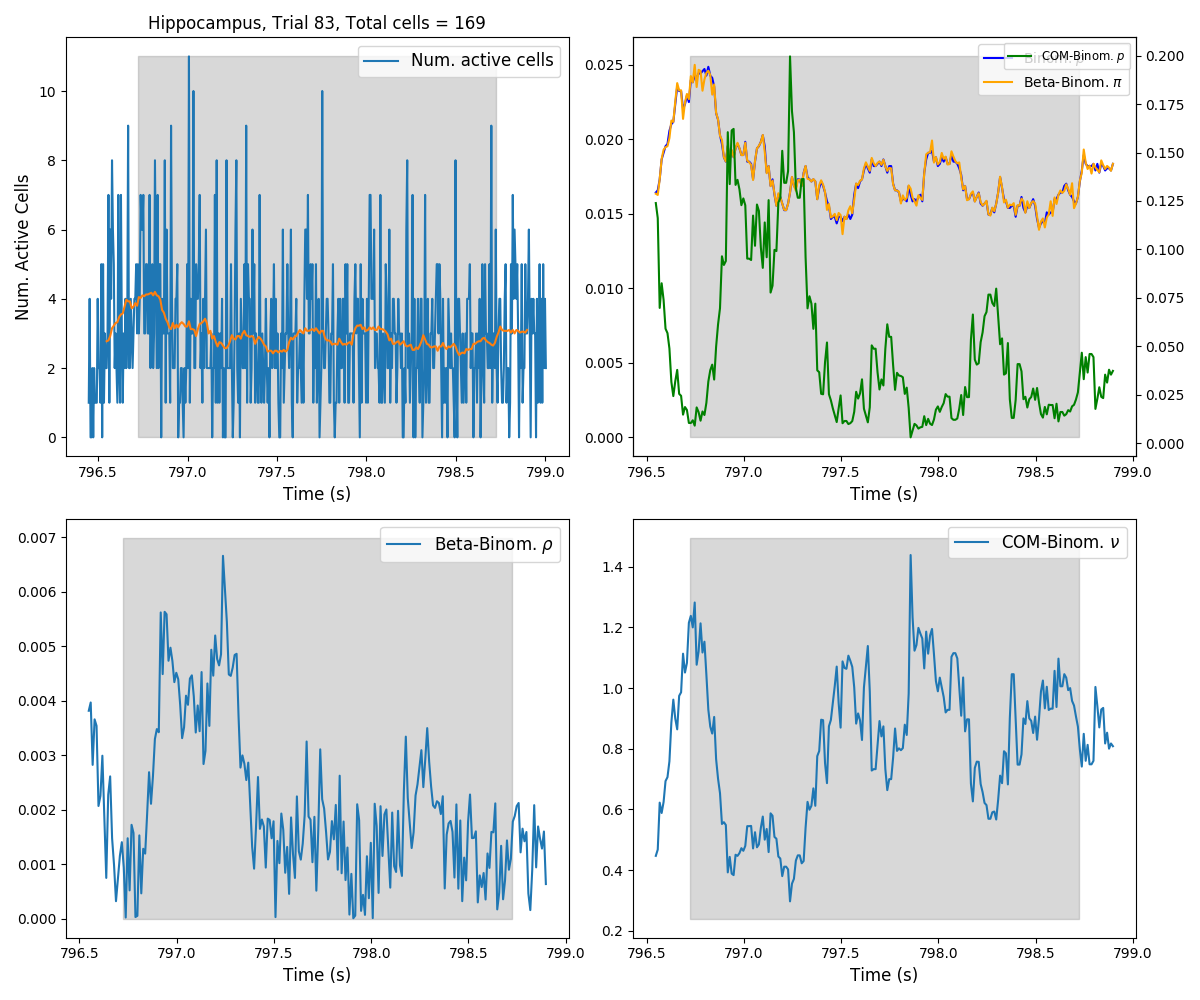 Hippocampus, Trial 83, Total cells = 169
Num. active cells
10
8
6
4
2
0
Num. Active Cells
796.5 797.0 797.5 798.0 798.5 799.0
Time (s)
COM-Binom. p
Binom. p
Beta-Binom. π
0.025
0.020
0.015
0.010
0.005
0.000
0.200
0.175
0.150
0.125
0.100
0.075
0.050
0.025
0.000
796.5 797.0 797.5 798.0 798.5 799.0
Time (s)
Beta-Binom. ρ
0.007
0.006
0.005
0.004
0.003
0.002
0.001
0.000
796.5 797.0 797.5 798.0 798.5 799.0
Time (s)
COM-Binom. ν
1.4
1.2
1.0
0.8
0.6
0.4
0.2
796.5 797.0 797.5 798.0 798.5 799.0
Time (s)